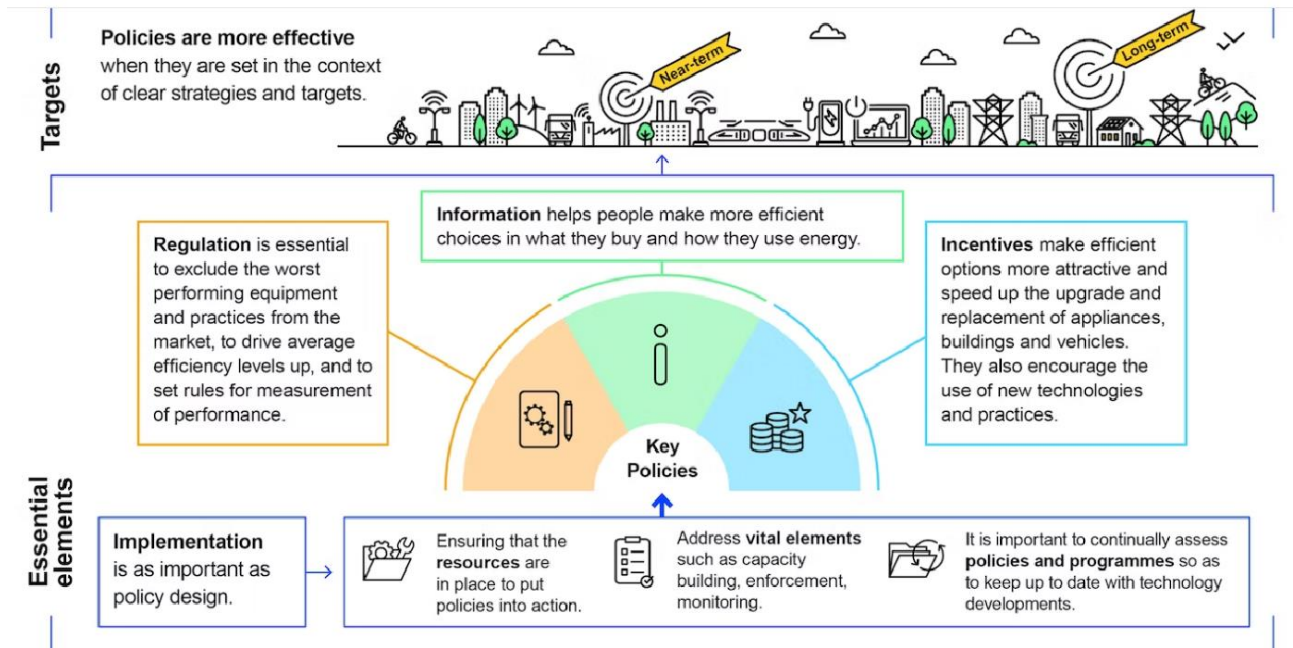 Targets
Policies are more effective
when they are set in the context
of clear strategies and targets.
Near-term
Long-term
Information helps people make more efficient
choices in what they buy and how they use energy.
Regulation is essential
to exclude the worst
performing equipment
and practices from the
market, to drive average
efficiency levels up, and to
set rules for measurement
of performance.
Incentives make efficient
options more attractive and
speed up the upgrade and
replacement of appliances,
buildings and vehicles.
They also encourage the
use of new technologies
and practices.
Key
Policies
Essential
elements
Implementation
is as important as
policy design.
Ensuring that the
resources are
in place to put
policies into action.
Address vital elements
such as capacity
building, enforcement,
monitoring.
It is important to continually assess
policies and programmes so as
to keep up to date with technology
developments.